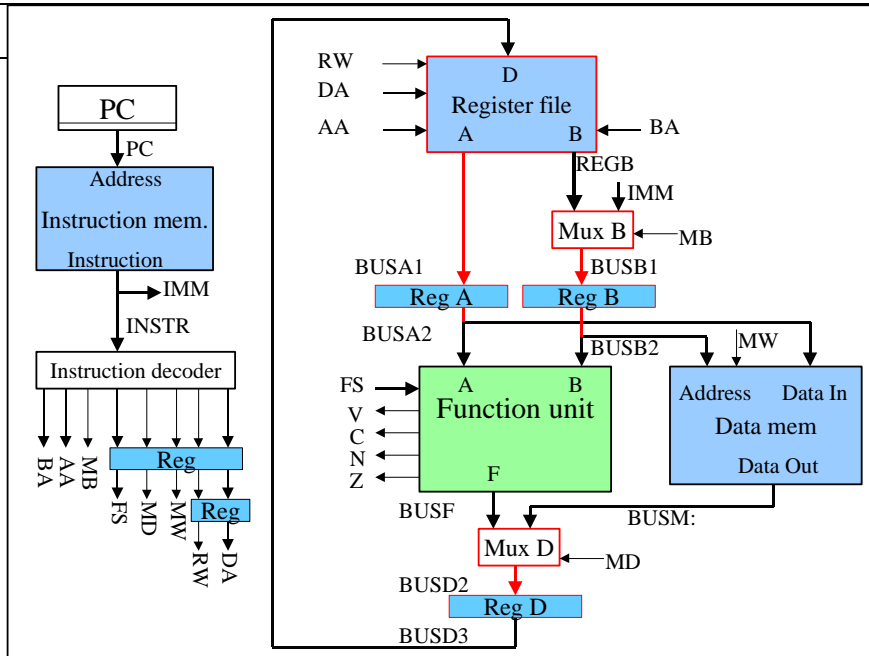 PC
PC
Address
Instruction mem.
Instruction
IMM
INSTR
Instruction decoder
BA
AA
MB
Reg
FS
MD
MW
Reg
RW
DA
RW
DA
AA
D
Register file
A
B
BA
REGB
IMM
Mux B
MB
BUSA1
BUSB1
Reg A
Reg B
BUSA2
BUSB2
MW
FS
V
C
N
Z
A
B
Function unit
F
Address
Data In
Data mem
Data Out
BUSF
BUSM:
Mux D
MD
BUSD2
Reg D
BUSD3